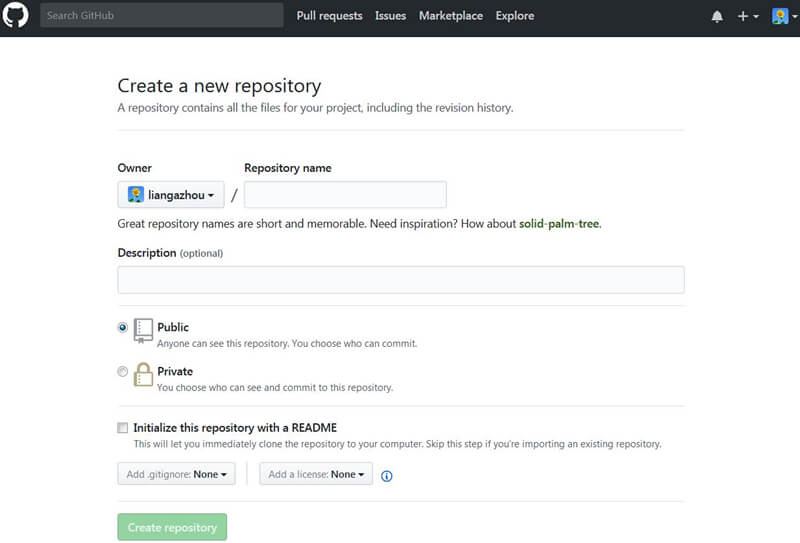 Search GitHub Pull requests Issues Marketplace Explore
Create a new repository
A repository contains all the files for your project, including the revision history.
Owner Repository name
liangazhou /
Great repository names are short and memorable. Need inspiration? How about solid-palm-tree.
Description (optional)
Public
Anyone can see this repository. You choose who can commit.
Private
You choose who can see and commit to this repository.
Initialize this repository with a README
This will let you immediately clone the repository to your computer. Skip this step if you're importing an existing repository.
Add .gitignore: None Add a license: None
Create repository